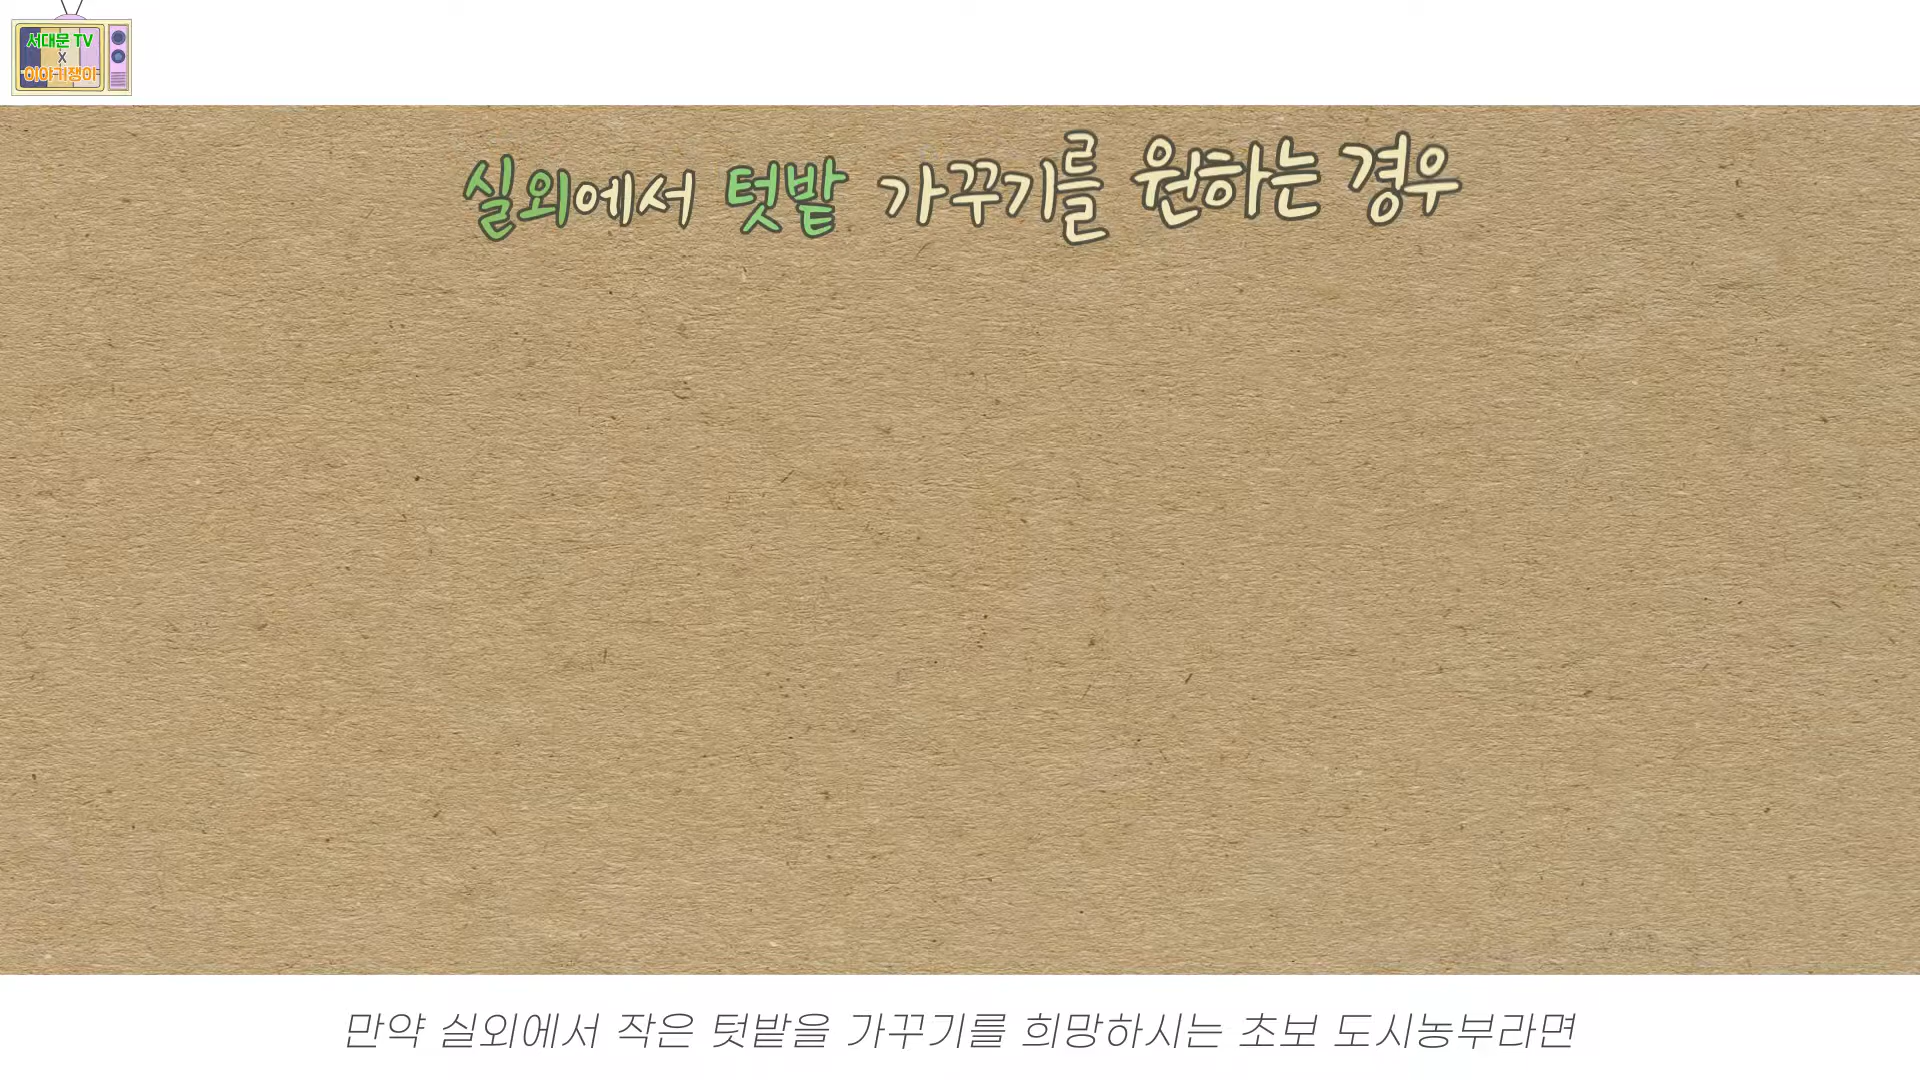 서대문 TV
X
이야기쟁이
실외에서 텃밭 가꾸기를 원하는 경우
만약 실외에서 작은 텃밭을 가꾸기를 희망하시는 초보 도시농부라면